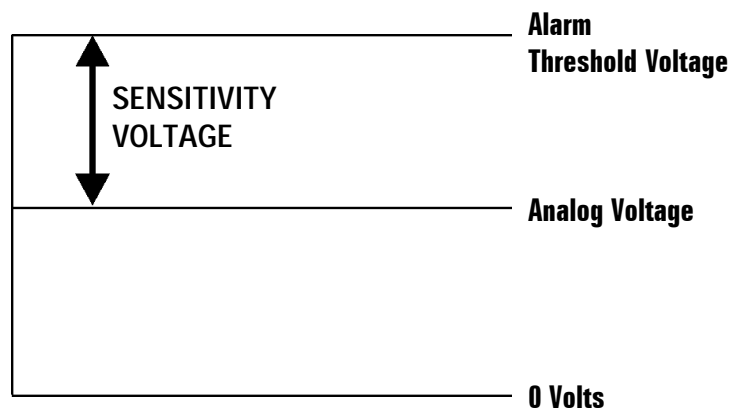 Alarm
Threshold Voltage
SENSITIVITY
VOLTAGE
Analog Voltage
0 Volts